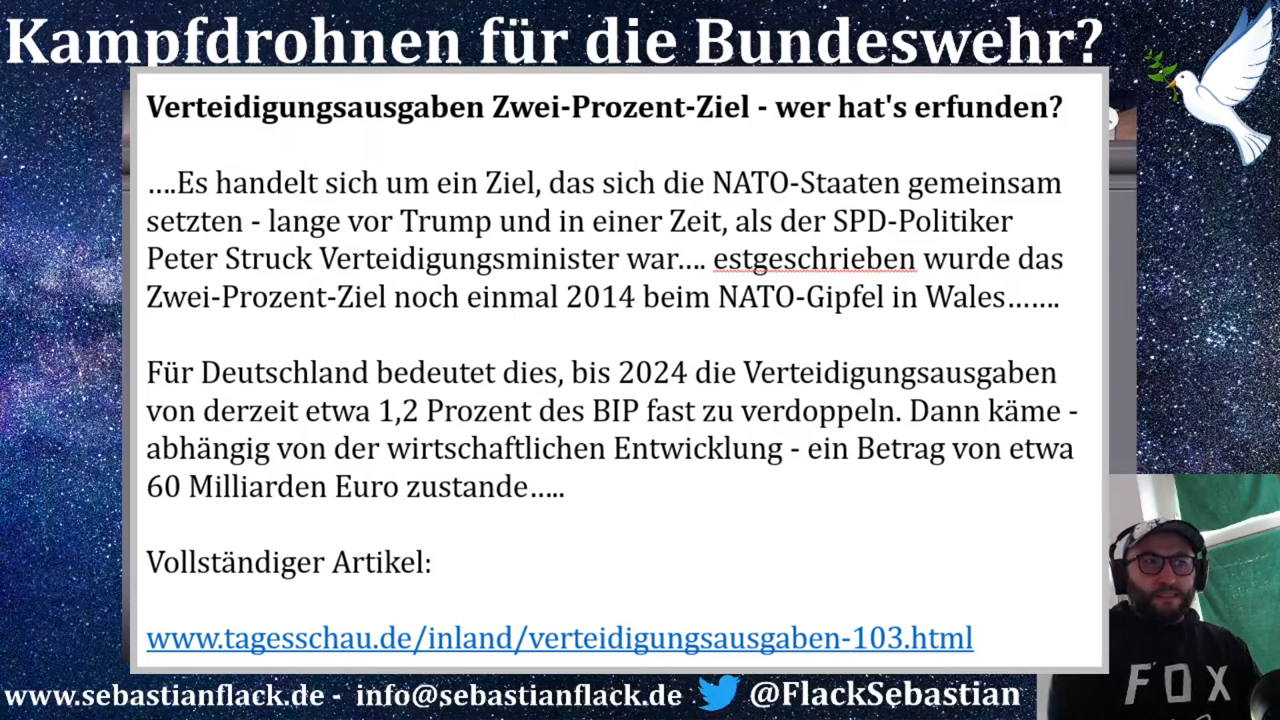 Kampfdrohnen für die Bundeswehr?
Verteidigungsausgaben Zwei-Prozent-Ziel - wer hat's erfunden?
....Es handelt sich um ein Ziel, das sich die NATO-Staaten gemeinsam
setzten - lange vor Trump und in einer Zeit, als der SPD-Politiker
Peter Struck Verteidigungsminister war.... estgeschrieben wurde das
Zwei-Prozent-Ziel noch einmal 2014 beim NATO-Gipfel in Wales.......
Für Deutschland bedeutet dies, bis 2024 die Verteidigungsausgaben
von derzeit etwa 1,2 Prozent des BIP fast zu verdoppeln. Dann käme -
abhängig von der wirtschaftlichen Entwicklung - ein Betrag von etwa
60 Milliarden Euro zustande.....
Vollständiger Artikel:
www.tagesschau.de/inland/verteidigungsausgaben-103.html
FOX
www.sebastianflack.de - info@sebastianflack.de @FlackSebastian